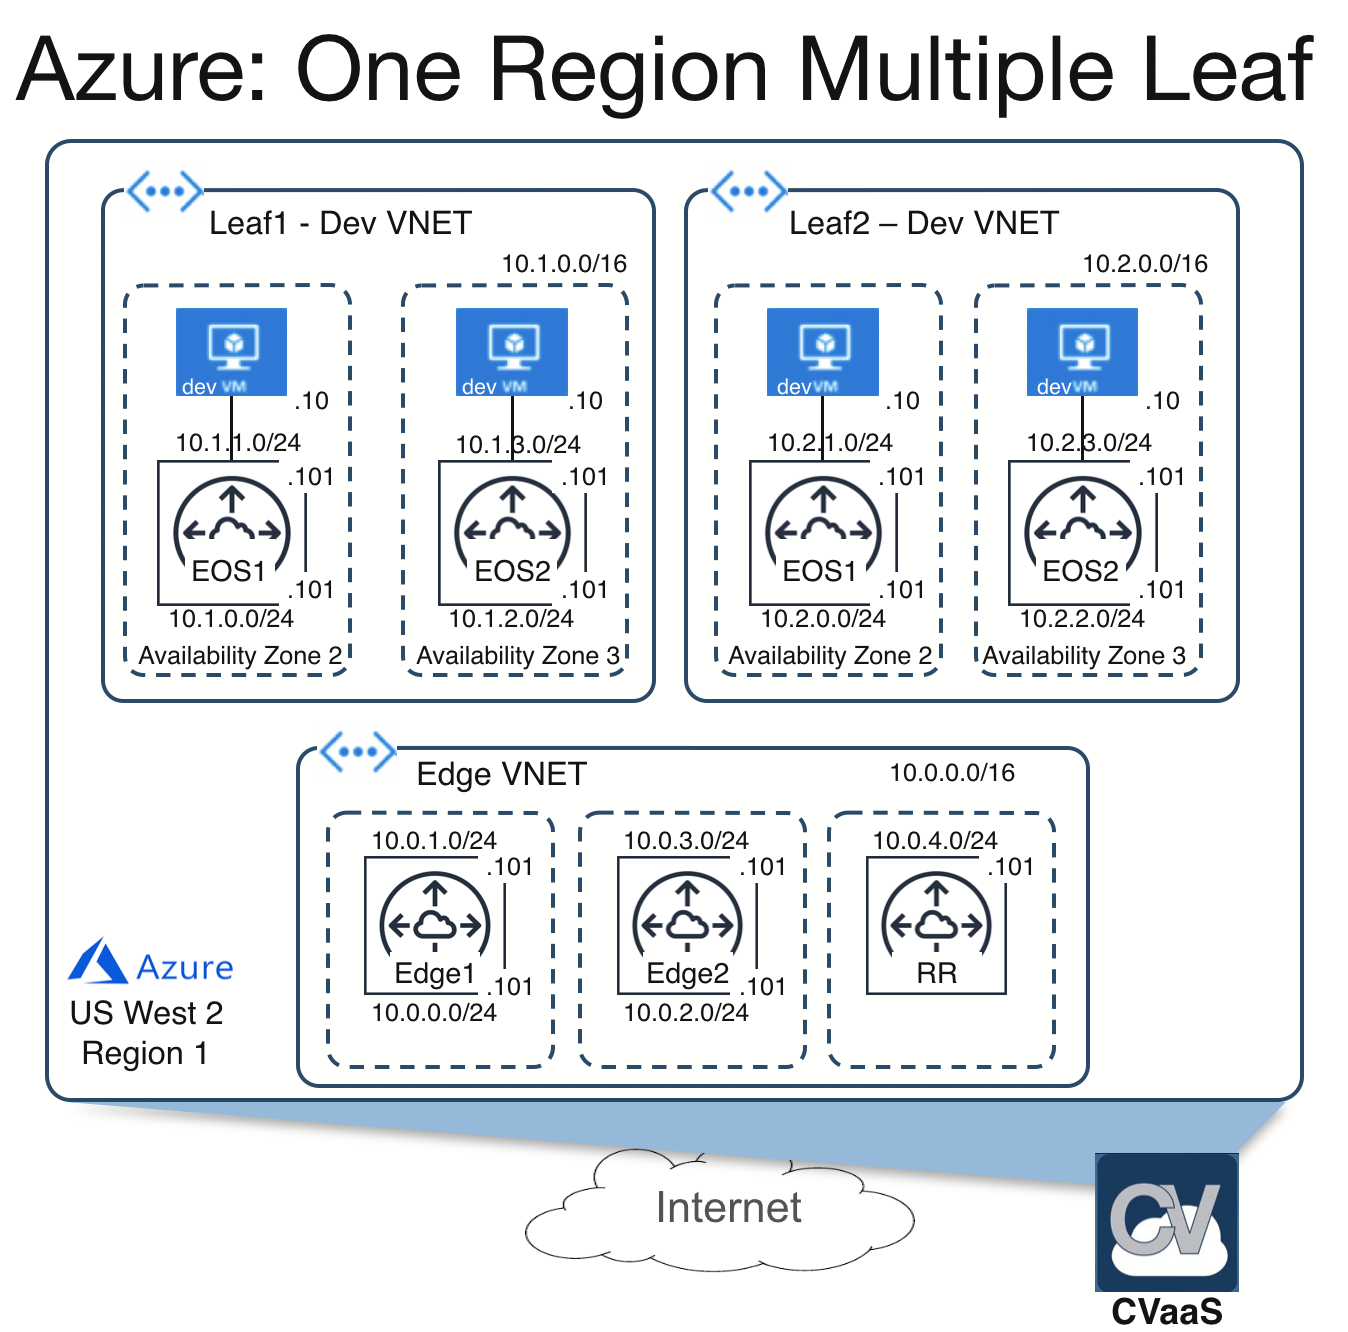 Azure: One Region Multiple Leaf
Leaf1 - Dev VNET
10.1.0.0/16
dev VM
.10
10.1.1.0/24
.101
EOS1
.101
10.1.0.0/24
Availability Zone 2
dev VM
.10
10.1.3.0/24
.101
EOS2
.101
10.1.2.0/24
Availability Zone 3
Leaf2 – Dev VNET
10.2.0.0/16
dev VM
.10
10.2.1.0/24
.101
EOS1
.101
10.2.0.0/24
Availability Zone 2
dev VM
.10
10.2.3.0/24
.101
EOS2
.101
10.2.2.0/24
Availability Zone 3
Edge VNET
10.0.0.0/16
10.0.1.0/24
.101
Edge1
.101
10.0.0.0/24
10.0.3.0/24
.101
Edge2
.101
10.0.2.0/24
10.0.4.0/24
.101
RR
Azure
US West 2
Region 1
Internet
CV
CVaaS